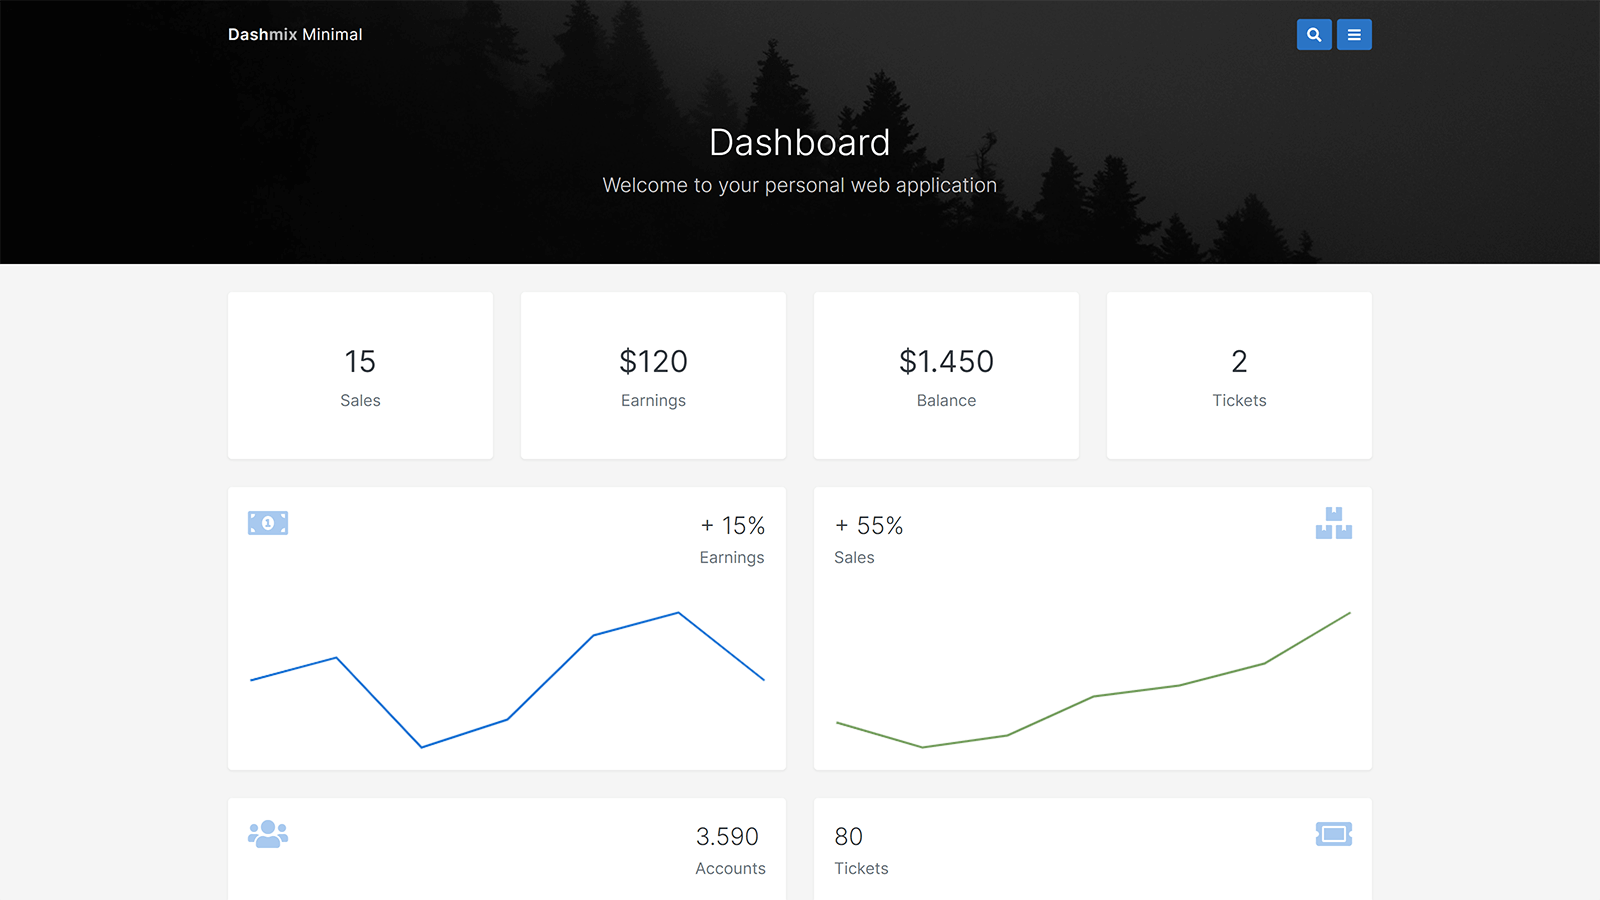 Dashmix Minimal
Dashboard
Welcome to your personal web application
15
Sales
$120
Earnings
$1.450
Balance
2
Tickets
1
+ 15%
Earnings
+ 55%
Sales
3.590
Accounts
80
Tickets